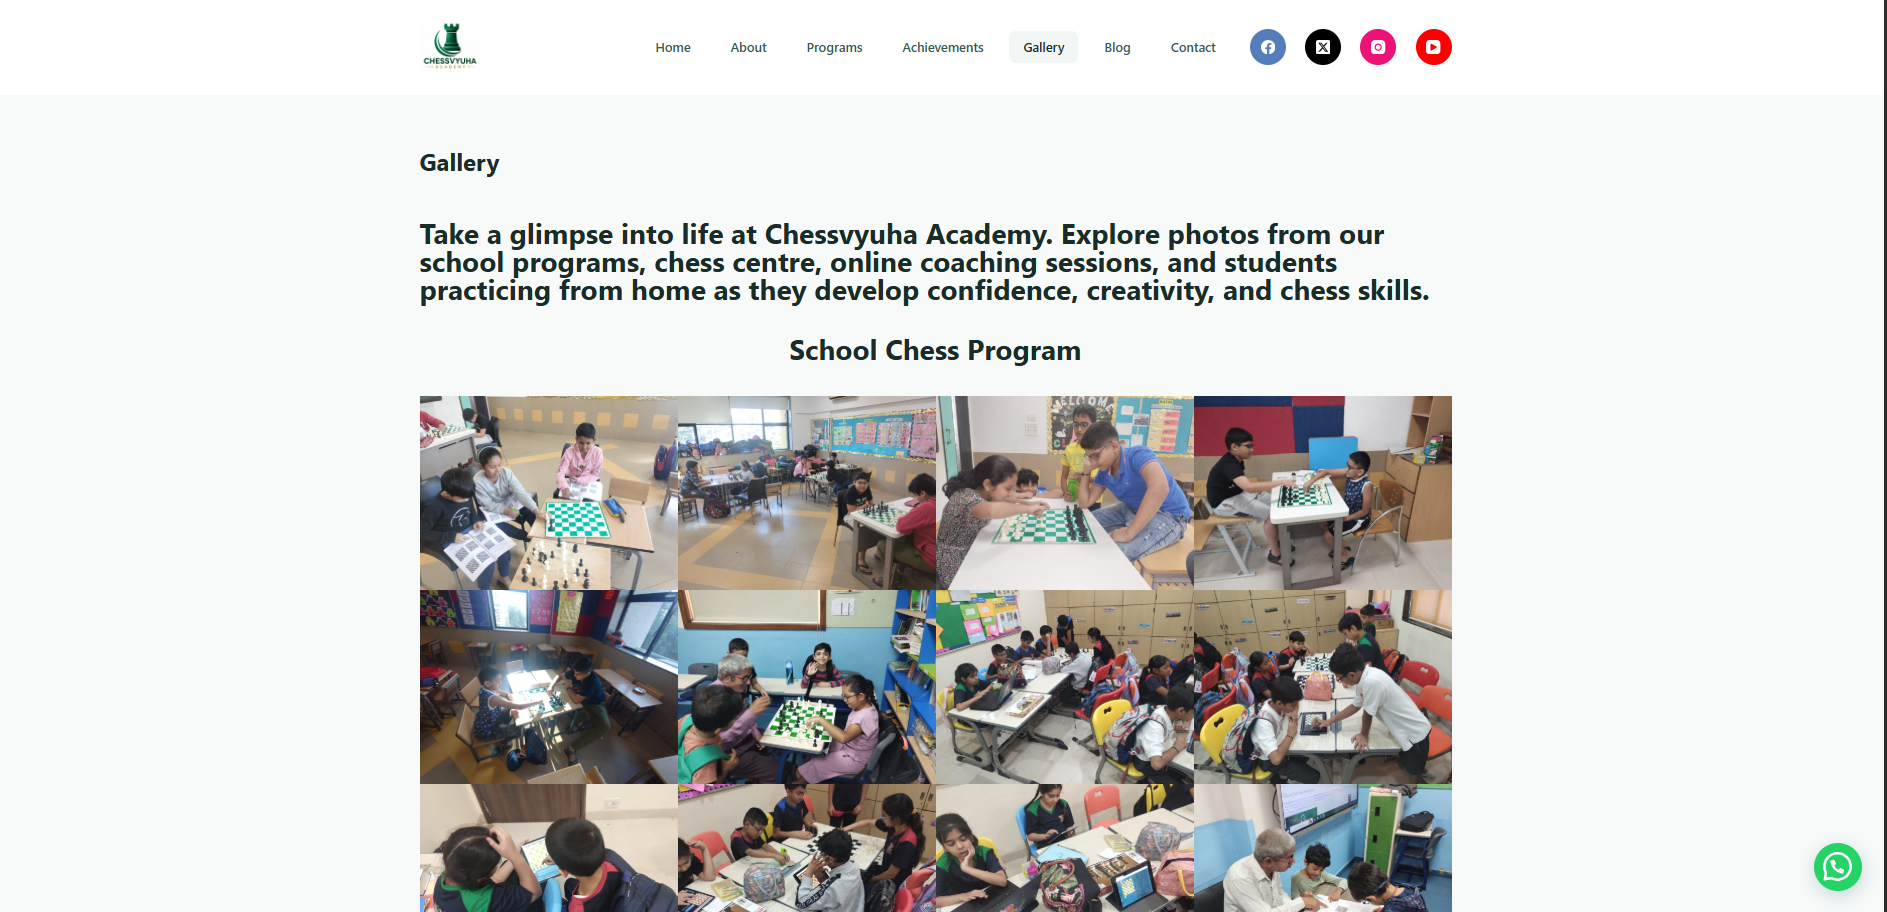 CHESSVYUHA
ACADEMY
Home
About
Programs
Achievements
Gallery
Blog
Contact
Gallery
Take a glimpse into life at Chessvyuha Academy. Explore photos from our
school programs, chess centre, online coaching sessions, and students
practicing from home as they develop confidence, creativity, and chess skills.
School Chess Program
WELCOME